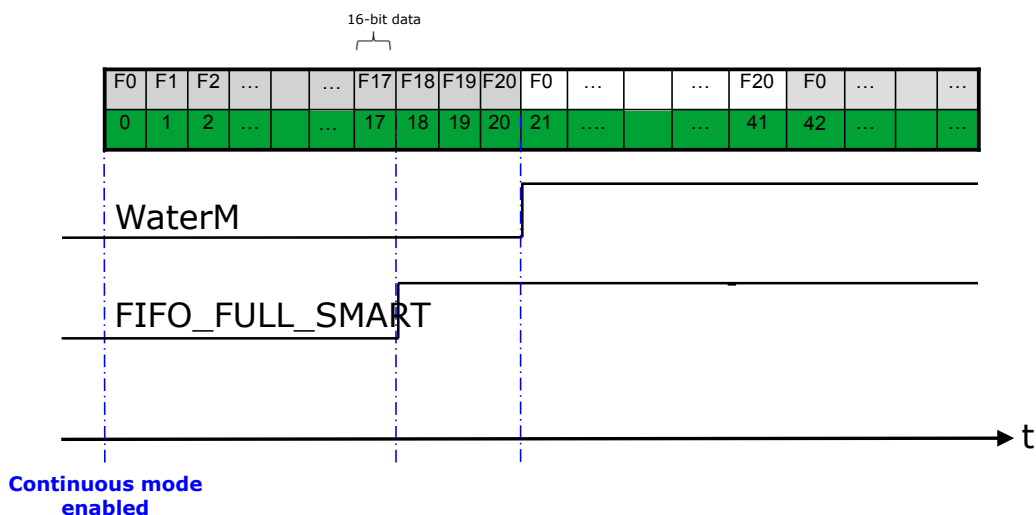 16-bit data
F0 F1 F2 ... ... F17 F18 F19 F20 F0 ... ... F20 F0 ... ...
0 1 2 ... ... 17 18 19 20 21 .... ... 41 42 ... ...
WaterM
FIFO_FULL_SMART
t
Continuous mode
enabled